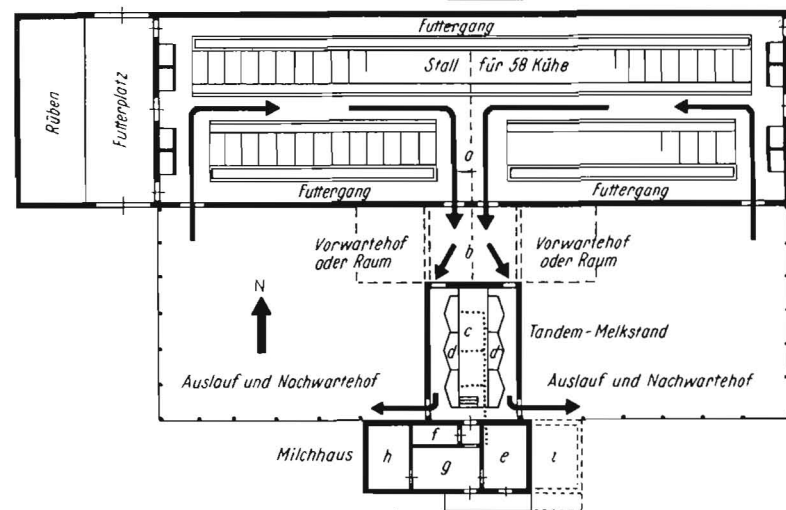 Futtergang
Stall für 58 Kühe
Rüben
Futterplatz
a
Futtergang
Futtergang
Vorwartehof
oder Raum
b
Vorwartehof
oder Raum
N
c
d
d
Tandem-Melkstand
Auslauf und Nachwartehof
Auslauf und Nachwartehof
Milchhaus
h
f
g
e
i